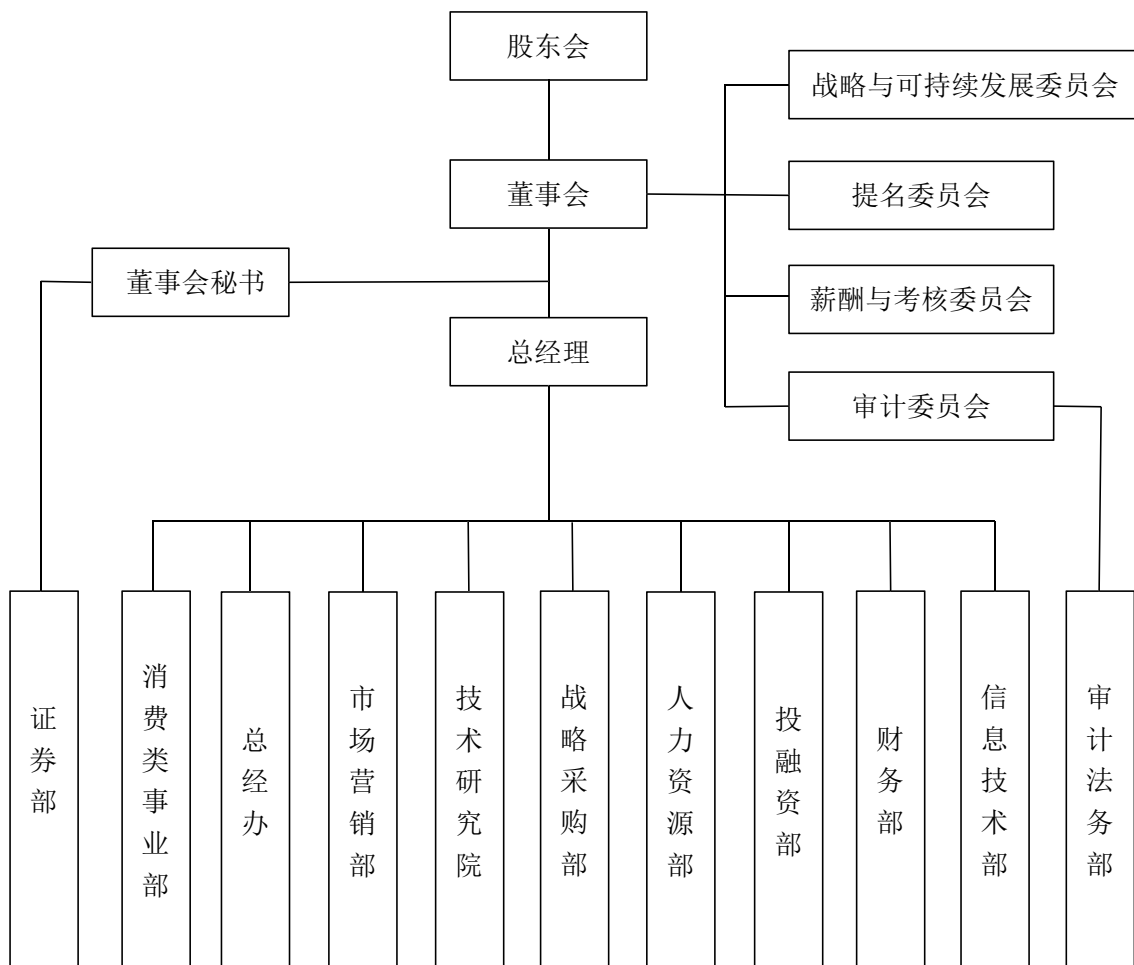 股东会
战略与可持续发展委员会
董事会
提名委员会
董事会秘书
薪酬与考核委员会
总经理
审计委员会
证券部
消费类事业部
总经办
市场营销部
技术研究院
战略采购部
人力资源部
投融资部
财务部
信息技术部
审计法务部